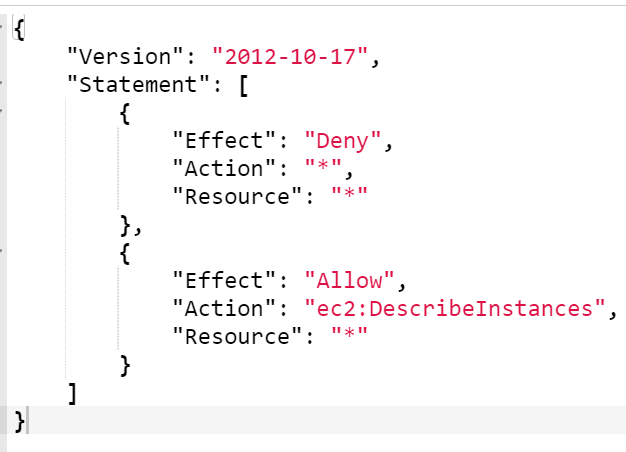 {
    "Version": "2012-10-17",
    "Statement": [
        {
            "Effect": "Deny",
            "Action": "*",
            "Resource": "*"
        },
        {
            "Effect": "Allow",
            "Action": "ec2:DescribeInstances",
            "Resource": "*"
        }
    ]
}